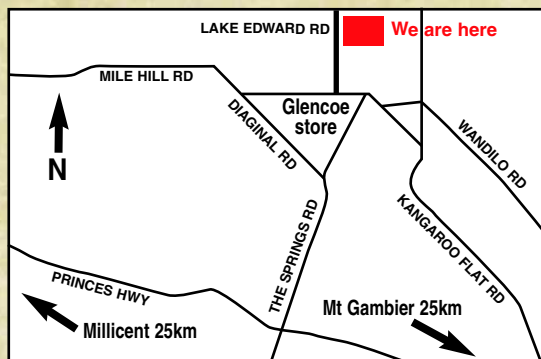 LAKE EDWARD RD
We are here
MILE HILL RD
Glencoe
store
DIAGINAL RD
WANDILO RD
N
KANGAROO FLAT RD
THE SPRINGS RD
PRINCES HWY
Mt Gambier 25km
Millicent 25km